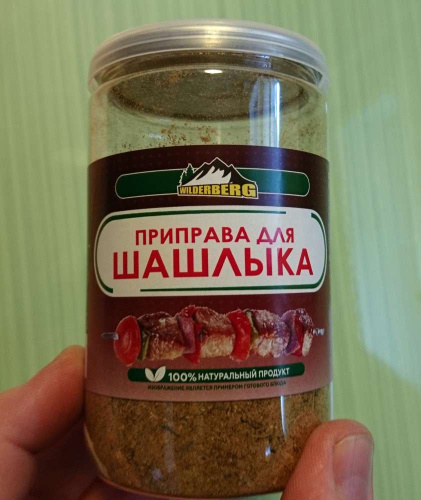 WILDERBERG
ПРИПРАВА ДЛЯ
ШАШЛЫКА
100% НАТУРАЛЬНЫЙ ПРОДУКТ
ИЗОБРАЖЕНИЕ ЯВЛЯЕТСЯ ПРИМЕРОМ ГОТОВОГО БЛЮДА